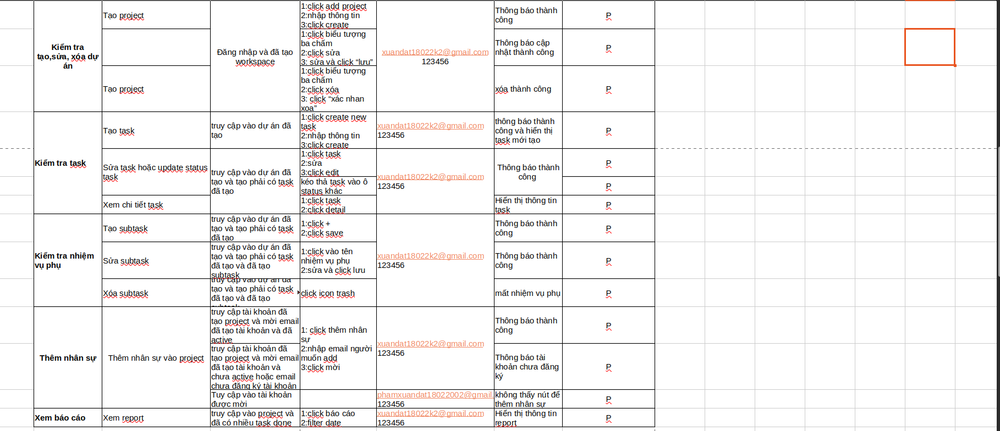 Kiểm tra
tạo,sửa, xóa dự
án
Tạo project
Đăng nhập và đã tạo
workspace
1:click add project
2:nhập thông tin
3:click create
xuandat18022k2@gmail.com
123456
Thông báo thành
công
P
1:click biểu tượng
ba chấm
2:click sửa
3: sửa và click “lưu”
Thông báo cập
nhật thành công
P
Tạo project
1:click biểu tượng
ba chấm
2:click xóa
3: click “xác nhan
xoa”
xóa thành công
P
Kiểm tra task
Tạo task
truy cập vào dự án đã
tạo
1:click create new
task
2:nhập thông tin
3:click create
xuandat18022k2@gmail.com
123456
thông báo thành
công và hiển thị
task mới tạo
P
Sửa task hoặc update status
task
truy cập vào dự án đã
tạo và tạo phải có task
đã tạo
1:click task
2:sửa
3:click edit
xuandat18022k2@gmail.com
123456
Thông báo thành
công
P
kéo thả task vào ô
status khác
P
Xem chi tiết task
1:click task
2:click detail
Hiển thị thông tin
task
P
Kiểm tra nhiệm
vụ phụ
Tạo subtask
truy cập vào dự án đã
tạo và tạo phải có task
đã tạo
1:click +
2;click save
xuandat18022k2@gmail.com
123456
Thông báo thành
công
P
Sửa subtask
truy cập vào dự án đã
tạo và tạo phải có task
đã tạo và đã tạo
subtask
1:click vào tên
nhiệm vụ phụ
2:sửa và click lưu
Thông báo thành
công
P
Xóa subtask
truy cập vào dự án đã
tạo và tạo phải có task
đã tạo và đã tạo
subtask
click icon trash
mất nhiệm vụ phụ
P
Thêm nhân sự
Thêm nhân sự vào project
truy cập tài khoản đã
tạo project và mời email
đã tạo tài khoản và đã
active
1: click thêm nhân
sự
2:nhập email người
muốn add
3:click mời
xuandat18022k2@gmail.com
123456
Thông báo thành
công
P
truy cập tài khoản đã
tạo project và mời email
đã tạo tài khoản và
chưa active hoặc email
chưa đăng ký tài khoản
Thông báo tài
khoản chưa đăng
ký
P
Tuy cập vào tài khoản
được mời
phamxuandat18022002@gmail.
123456
không thấy nút để
thêm nhân sự
P
Xem báo cáo
Xem report
truy cập vào project và
đã có nhiều task done
1:click báo cáo
2:filter date
xuandat18022k2@gmail.com
123456
Hiển thị thông tin
report
P